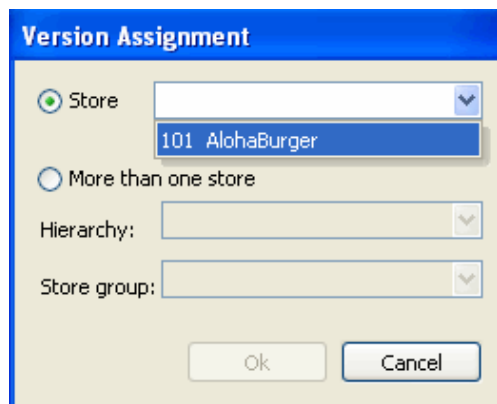 Version Assignment
Store
101 AlohaBurger
More than one store
Hierarchy:
Store group:
Ok Cancel